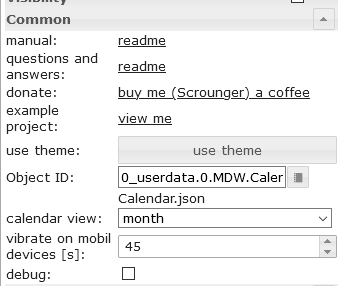 Common
manual: readme
questions and
answers: readme
donate: buy me (Scrounger) a coffee
example
project: view me
use theme: use theme
Object ID: 0_userdata.0.MDW.Caler
Calendar.json
calendar view: month
vibrate on mobil
devices [s]: 45
debug: